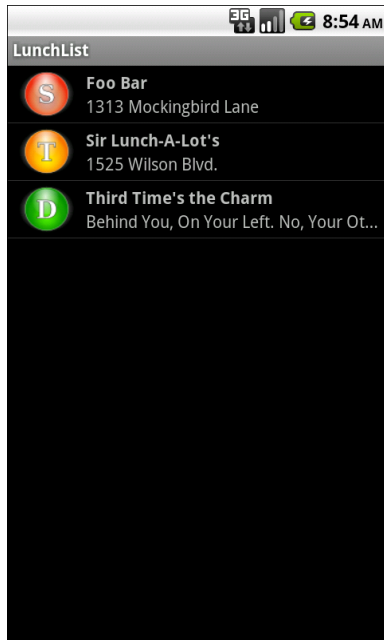 3G 8:54 AM
LunchList
S
Foo Bar
1313 Mockingbird Lane
T
Sir Lunch-A-Lot's
1525 Wilson Blvd.
D
Third Time's the Charm
Behind You, On Your Left. No, Your Ot...